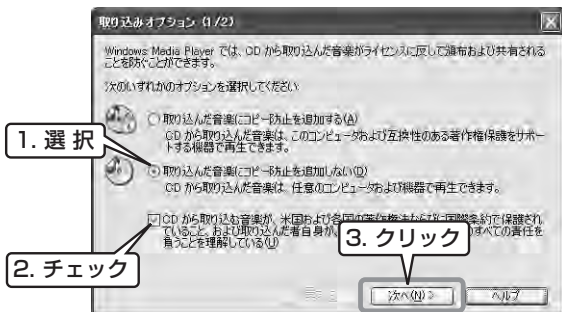 取り込みオプション (1/2)
Windows Media Player では、CD から取り込んだ音楽がライセンスに反して頒布および共有される
ことを防ぐことができます。
次のいずれかのオプションを選択してください
取り込んだ音楽にコピー防止を追加する(A)
CD から取り込んだ音楽は、このコンピュータおよび互換性のある著作権保護をサポー
トする機器で再生できます。
1. 選 択
取り込んだ音楽にコピー防止を追加しない(D)
CD から取り込んだ音楽は、任意のコンピュータおよび機器で再生できます。
CD から取り込む音楽が、米国および各国の著作権法ならびに国際条約で保護され
ていること、および取り込んだ者自身が、
すべての責任を
負うことを理解している(U)
3. クリック
2. チェック
次へ(N) >
ヘルプ